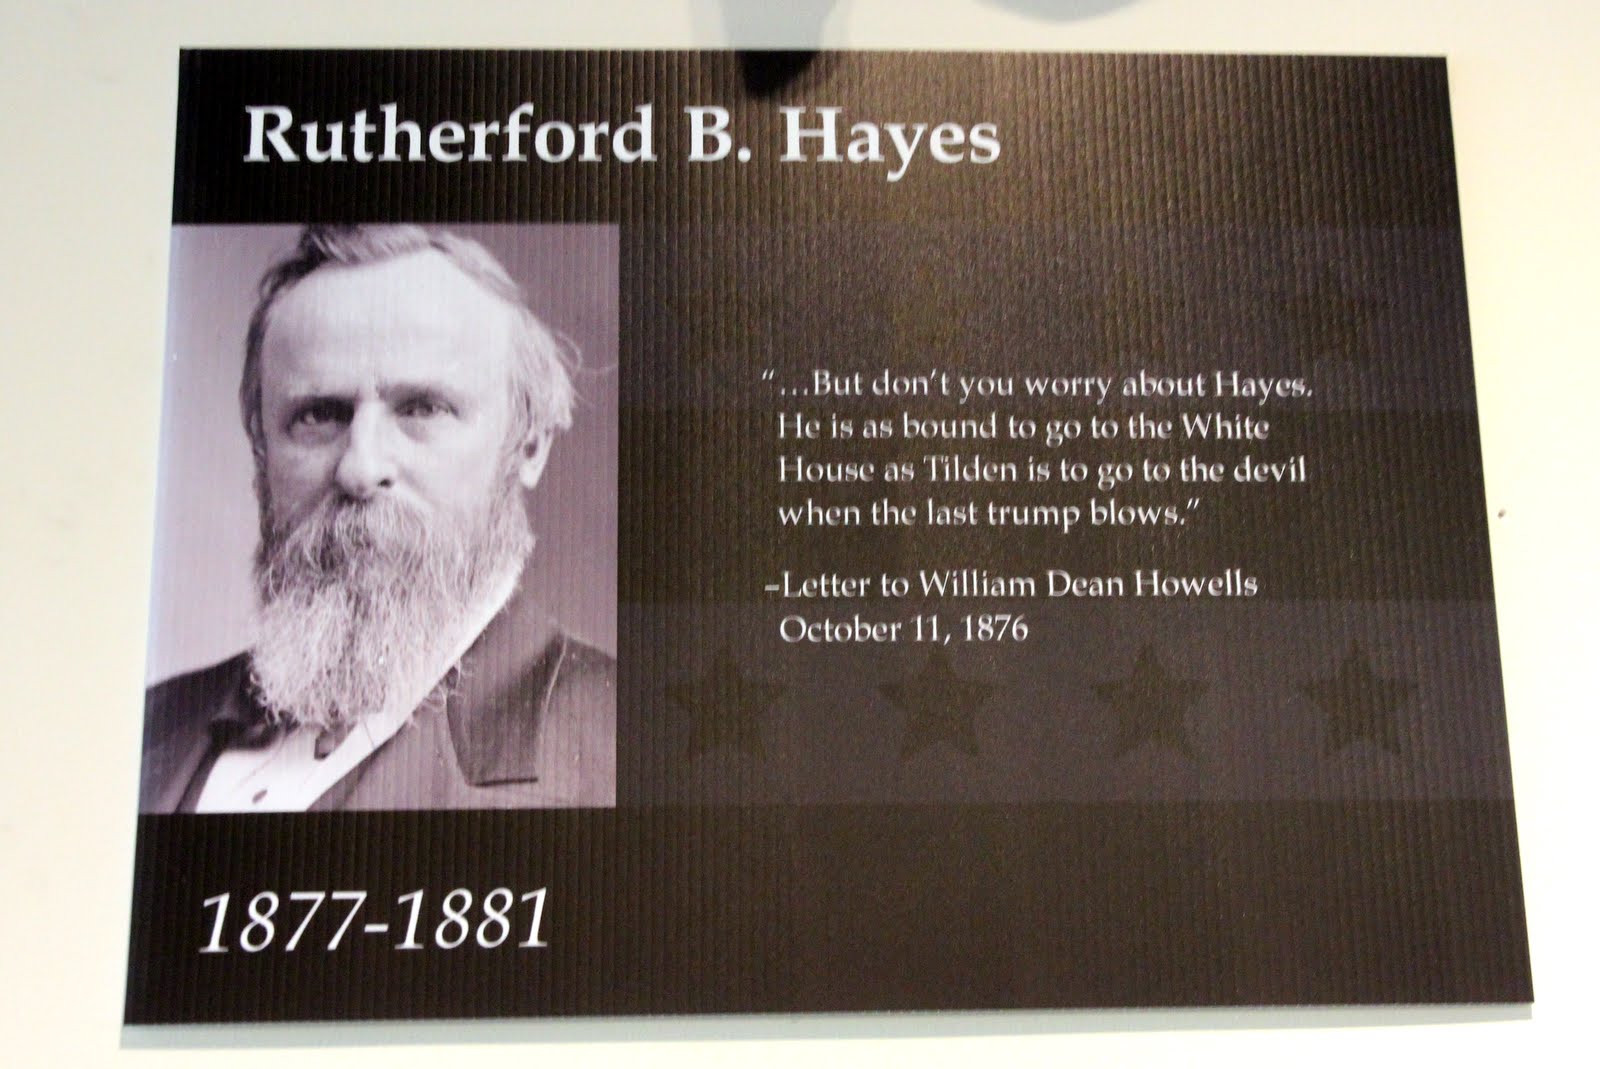 Rutherford B. Hayes
“…But don’t you worry about Hayes.
He is as bound to go to the White
House as Tilden is to go to the devil
when the last trump blows.”
–Letter to William Dean Howells
October 11, 1876
1877-1881